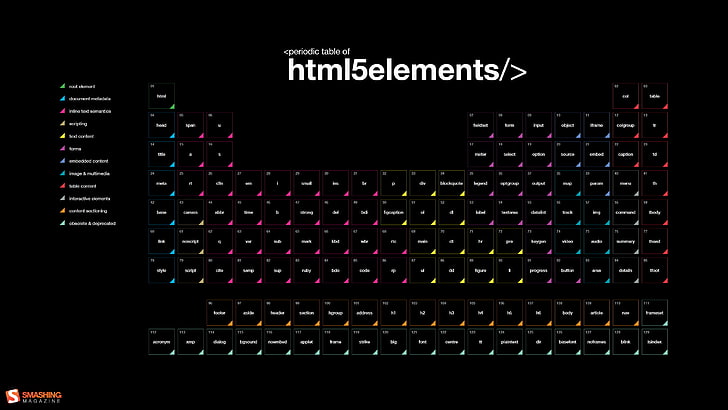 <periodic table of
html5elements/>
root element
document metadata
inline text semantics
scripting
text content
forms
embedded content
image & multimedia
table content
interactive elements
content sectioning
obsolete & deprecated
html col table
head span u fieldset form input object iframe colgroup tr
title a s meter select option source embed caption td
meta rt dfn em i small ins br p div blockquote legend optgroup output map param menu th
base canvas abbr time b strong del bdi figcaption ol dl label textarea datalist track img command tbody
link noscript q var sub mark kbd wbr rtc main dt hr pre keygen video audio summary thead
style script cite samp sup ruby bdo code rp ul dd figure li progress button area details tfoot
footer aside header section hgroup address h1 h2 h3 h4 h5 h6 body article nav frameset
acronym xmp dialog bgsound noembed applet frame strike big font centre tt plaintext dir basefont noframes blink isindex
SMASHING
MAGAZINE